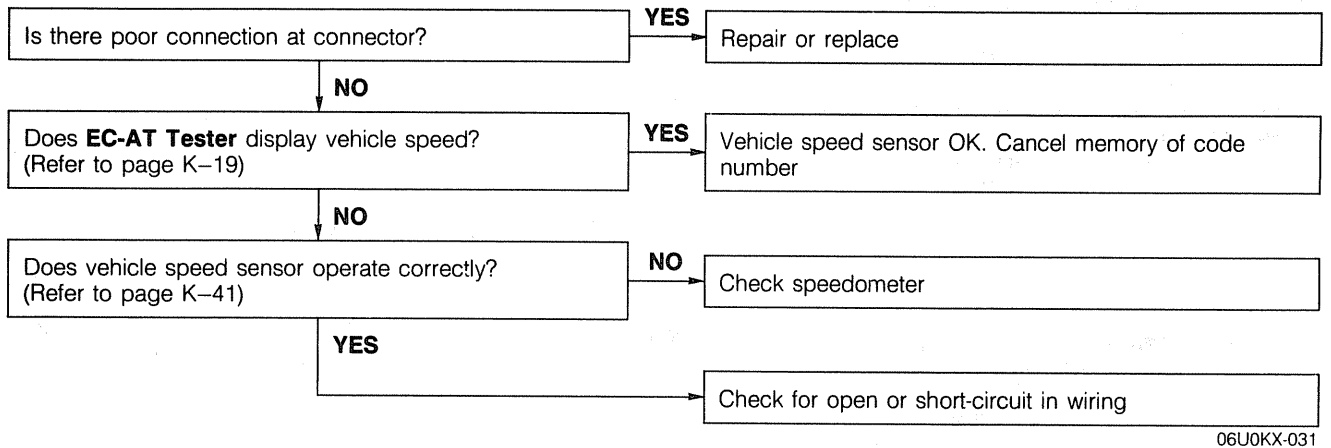 Is there poor connection at connector?
YES
Repair or replace
NO
Does EC-AT Tester display vehicle speed?
(Refer to page K–19)
YES
Vehicle speed sensor OK. Cancel memory of code
number
NO
Does vehicle speed sensor operate correctly?
(Refer to page K–41)
NO
Check speedometer
YES
Check for open or short-circuit in wiring
06U0KX-031